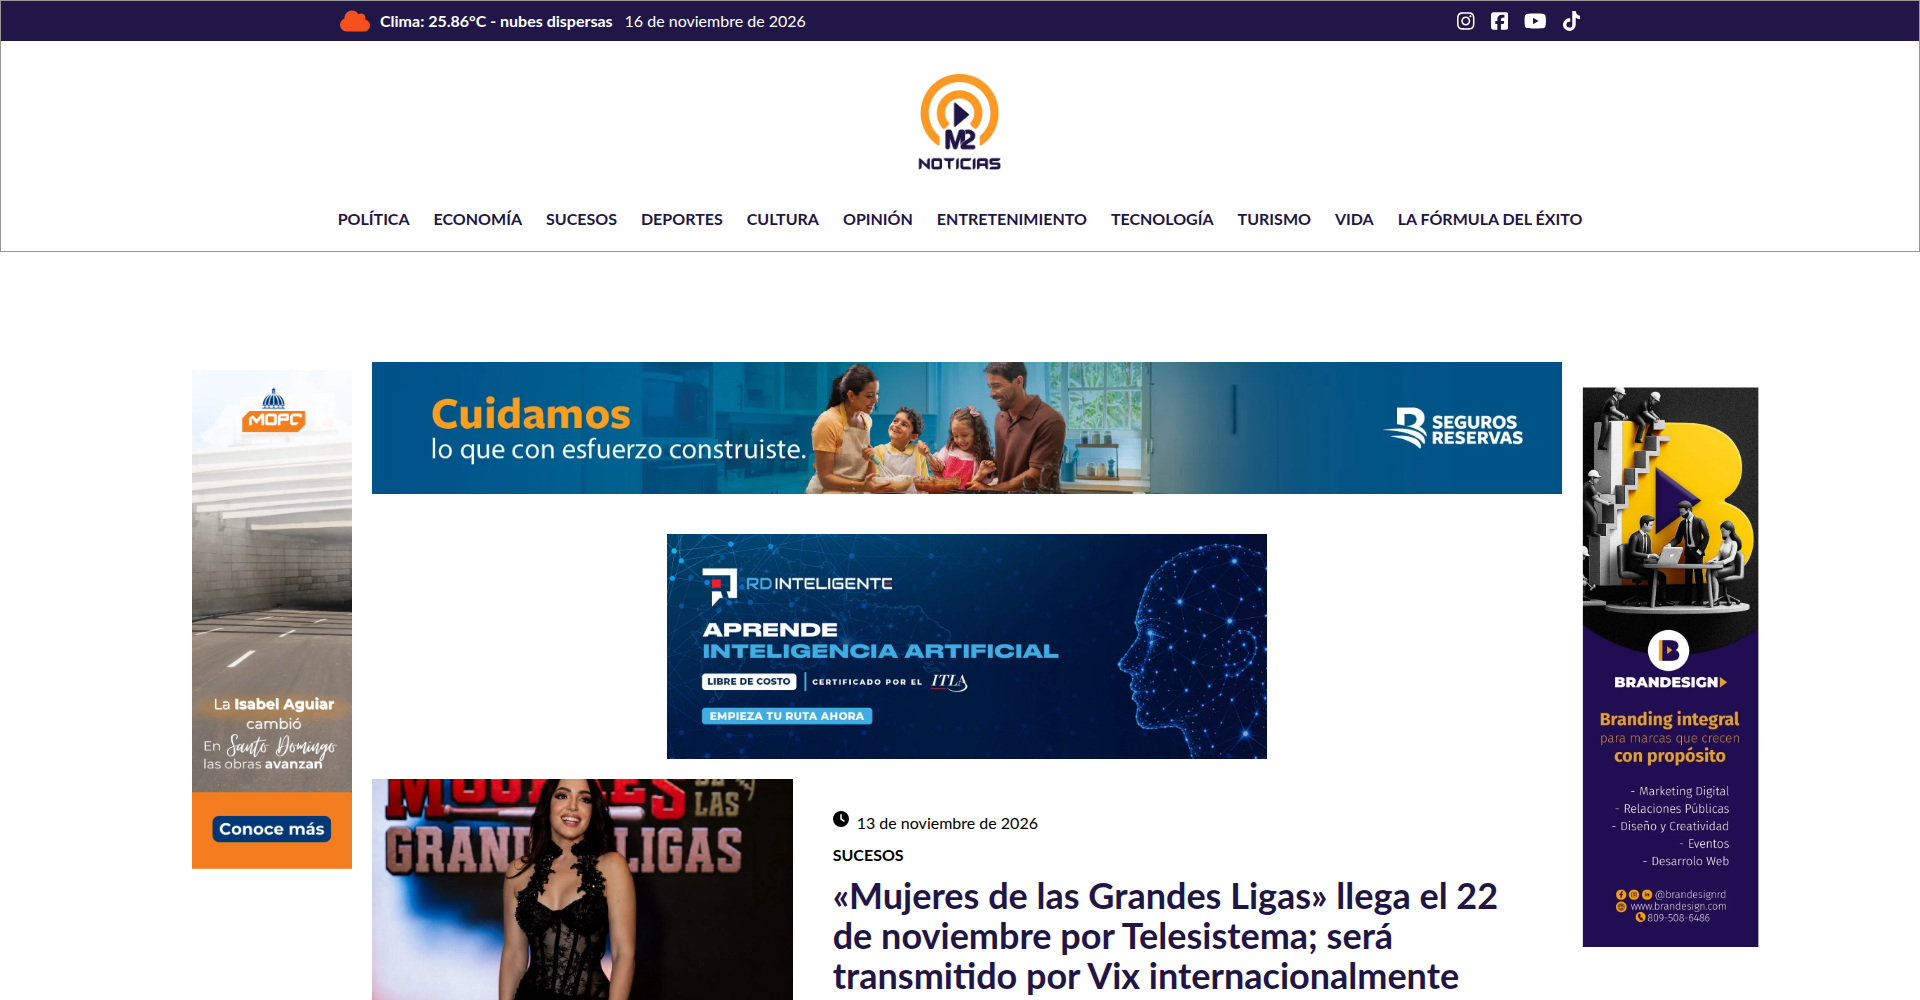 Clima: 25.86°C - nubes dispersas 16 de noviembre de 2026
M2
NOTICIAS
POLÍTICA ECONOMÍA SUCESOS DEPORTES CULTURA OPINIÓN ENTRETENIMIENTO TECNOLOGÍA TURISMO VIDA LA FÓRMULA DEL ÉXITO
MOPC
La Isabel Aguiar
cambió
En Santo Domingo
las obras avanzan
Conoce más
Cuidamos
lo que con esfuerzo construiste.
SEGUROS
RESERVAS
RD INTELIGENTE
APRENDE
INTELIGENCIA ARTIFICIAL
LIBRE DE COSTO CERTIFICADO POR EL ITLA
EMPIEZA TU RUTA AHORA
BRANDESIGN
Branding integral
para marcas que crecen
con propósito
- Marketing Digital
- Relaciones Públicas
- Diseño y Creatividad
- Eventos
- Desarrolo Web
@brandesignrd
www.brandesign.com
809-508-6486
LAS
LIGAS
13 de noviembre de 2026
SUCESOS
«Mujeres de las Grandes Ligas» llega el 22
de noviembre por Telesistema; será
transmitido por Vix internacionalmente